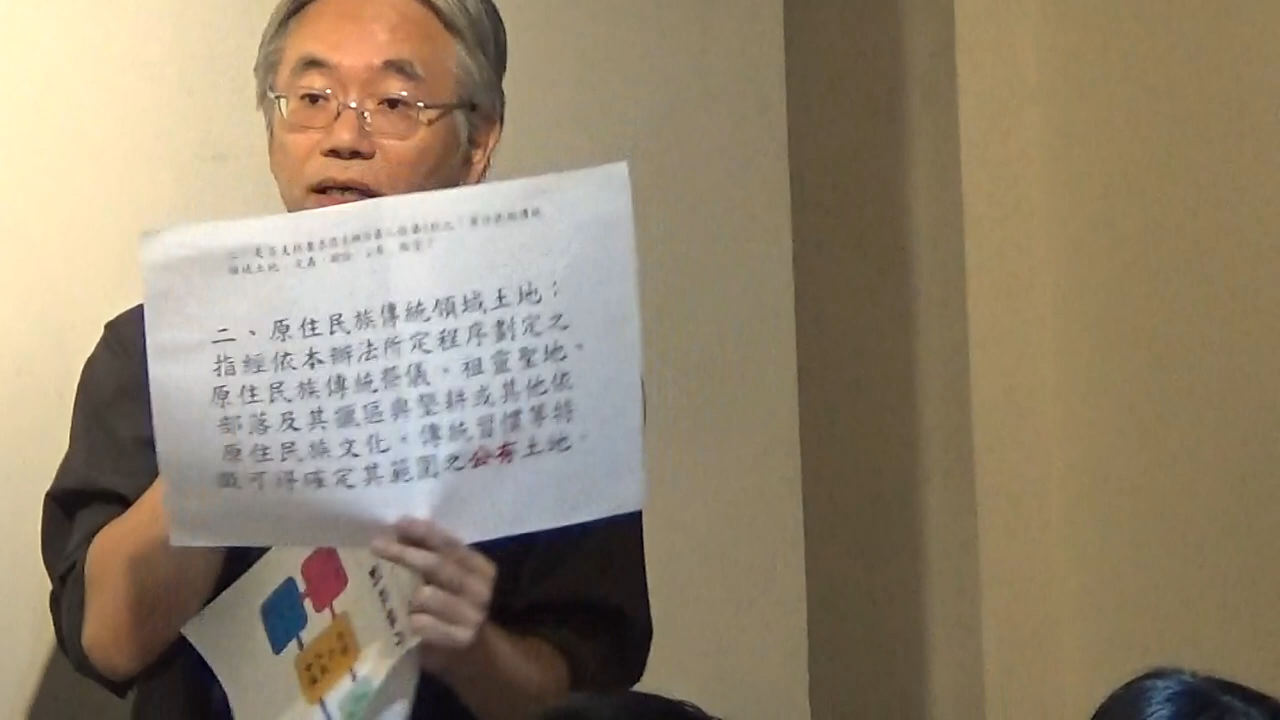 二、原住民族傳統領域土地：
指經依本辦法所定程序劃定之
原住民族傳統祭儀、祖靈聖地、
部落及其獵區與墾耕或其他依
原住民族文化、傳統習慣等特
徵可得確定其範圍之公有土地。